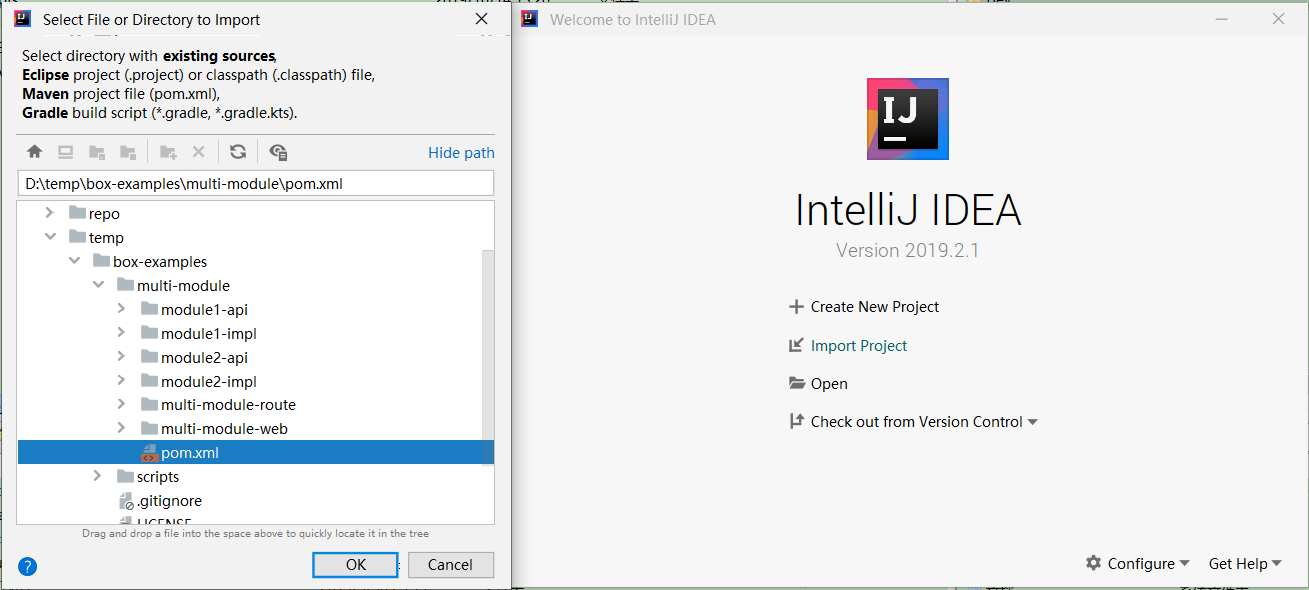 Select File or Directory to Import
Select directory with existing sources,
Eclipse project (.project) or classpath (.classpath) file,
Maven project file (pom.xml),
Gradle build script (*.gradle, *.gradle.kts).
Hide path
D:\temp\box-examples\multi-module\pom.xml
repo
temp
box-examples
multi-module
module1-api
module1-impl
module2-api
module2-impl
multi-module-route
multi-module-web
pom.xml
scripts
.gitignore
LICENSE
Drag and drop a file into the space above to quickly locate it in the tree
?
OK
Cancel
IJ
Welcome to IntelliJ IDEA
IJ
IntelliJ IDEA
Version 2019.2.1
Create New Project
Import Project
Open
Check out from Version Control
Configure
Get Help